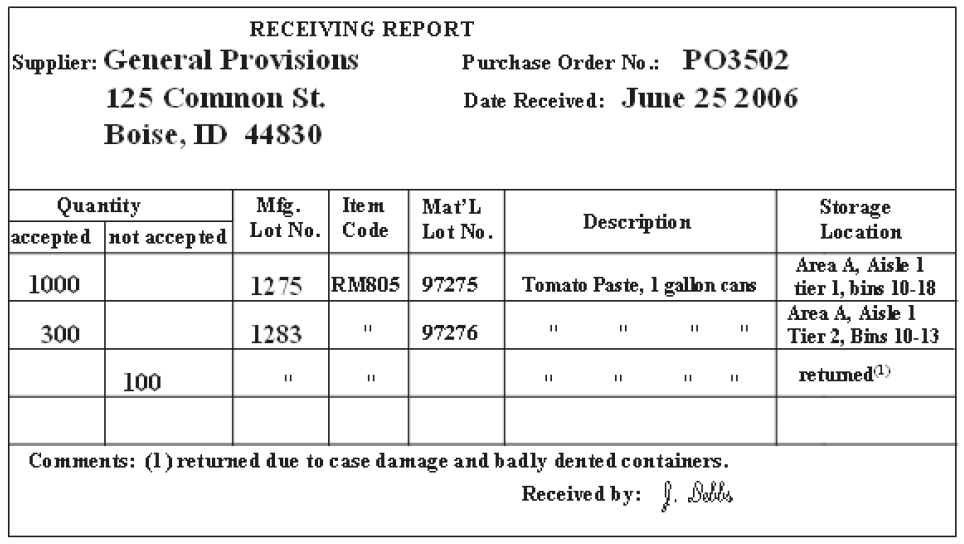 RECEIVING REPORT
Supplier: General Provisions Purchase Order No.: PO3502
125 Common St. Date Received: June 25 2006
Boise, ID 44830
Quantity Mfg. Lot No. Item Code Mat'L Lot No. Description Storage Location
accepted not accepted
1000 1275 RM805 97275 Tomato Paste, 1 gallon cans Area A, Aisle 1
tier 1, bins 10-18
300 1283 " 97276 " " " " Area A, Aisle 1
Tier 2, Bins 10-13
100 " " " " " " returned(1)
Comments: (1) returned due to case damage and badly dented containers.
Received by: J. Bebbs